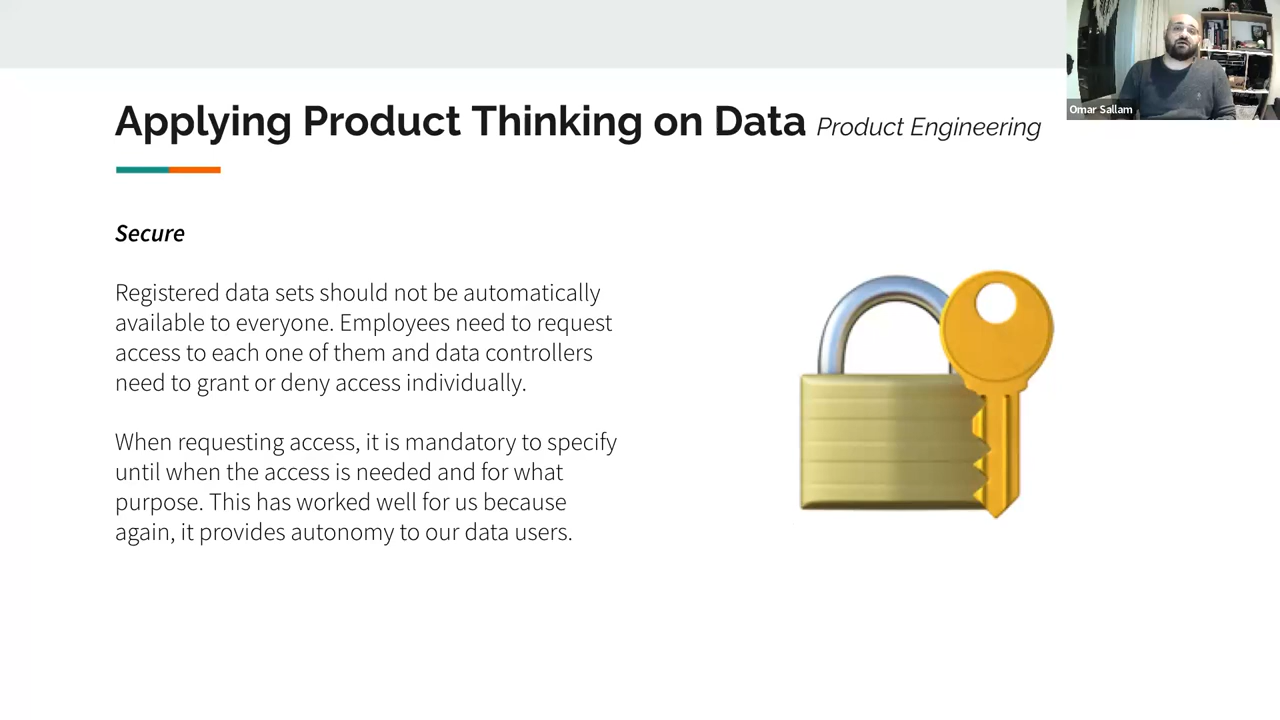 Applying Product Thinking on Data Product Engineering
Omar Sallam
Secure
Registered data sets should not be automatically
available to everyone. Employees need to request
access to each one of them and data controllers
need to grant or deny access individually.
When requesting access, it is mandatory to specify
until when the access is needed and for what
purpose. This has worked well for us because
again, it provides autonomy to our data users.